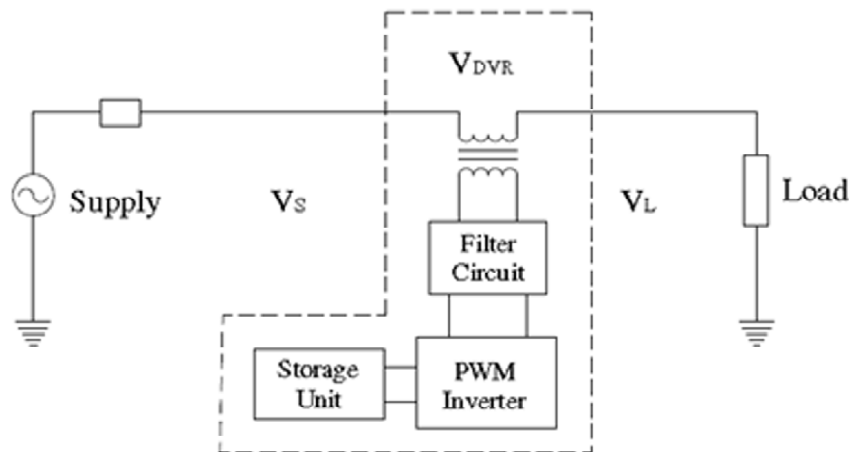 VDVR
Supply
VS
VL
Load
Filter
Circuit
Storage
Unit
PWM
Inverter